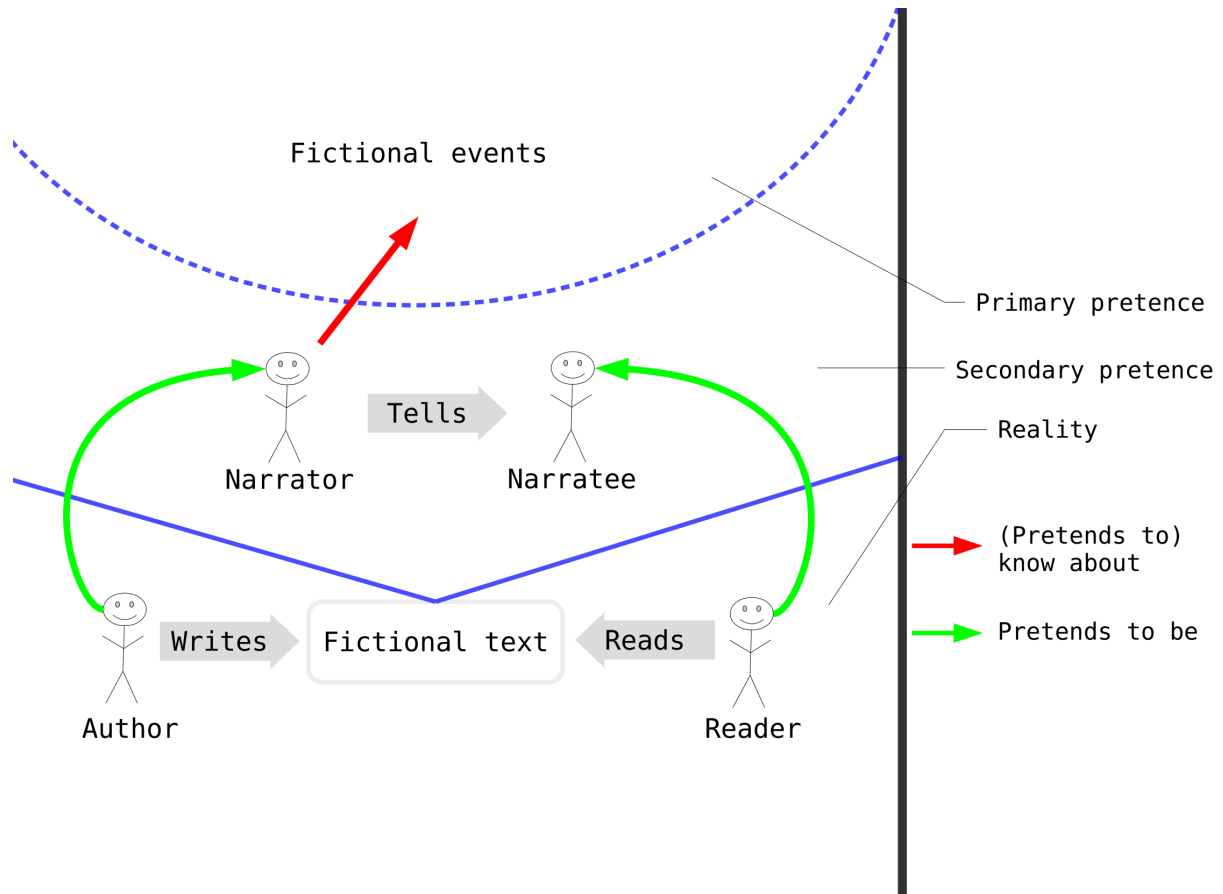 Fictional events
Primary pretence
Secondary pretence
Tells
Reality
Narrator
Narratee
(Pretends to)
know about
Writes
Fictional text
Reads
Pretends to be
Author
Reader